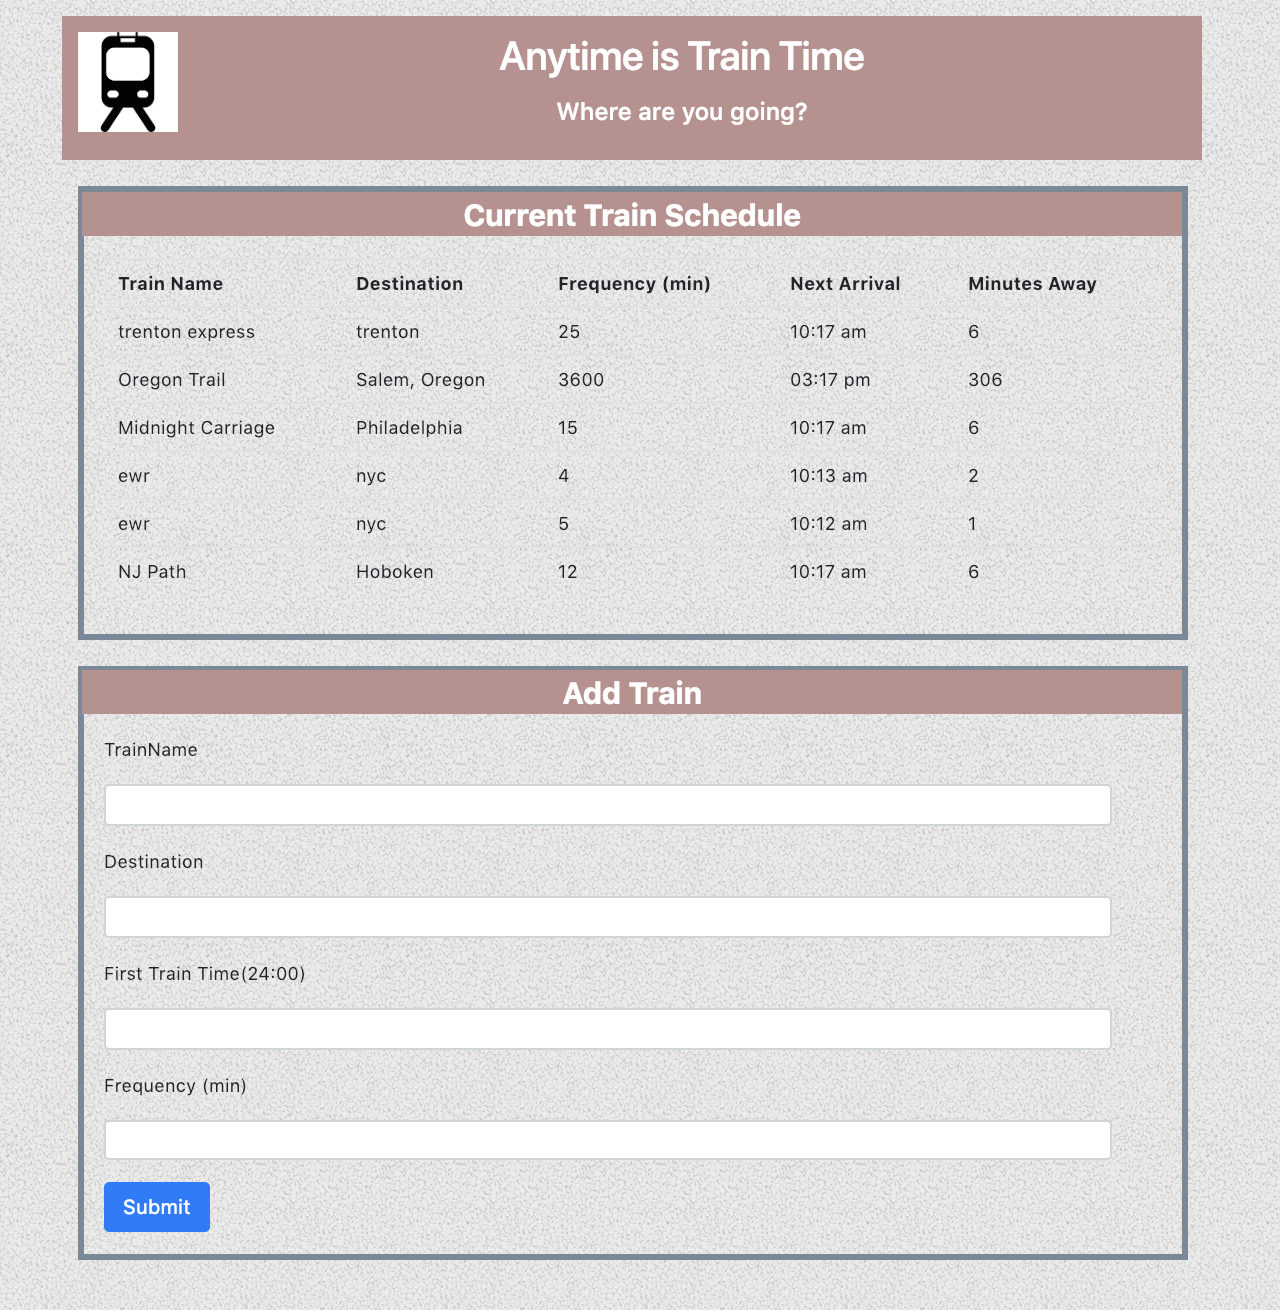 Anytime is Train Time
Where are you going?
Current Train Schedule
Train Name Destination Frequency (min) Next Arrival Minutes Away
trenton express trenton 25 10:17 am 6
Oregon Trail Salem, Oregon 3600 03:17 pm 306
Midnight Carriage Philadelphia 15 10:17 am 6
ewr nyc 4 10:13 am 2
ewr nyc 5 10:12 am 1
NJ Path Hoboken 12 10:17 am 6
Add Train
TrainName
Destination
First Train Time(24:00)
Frequency (min)
Submit